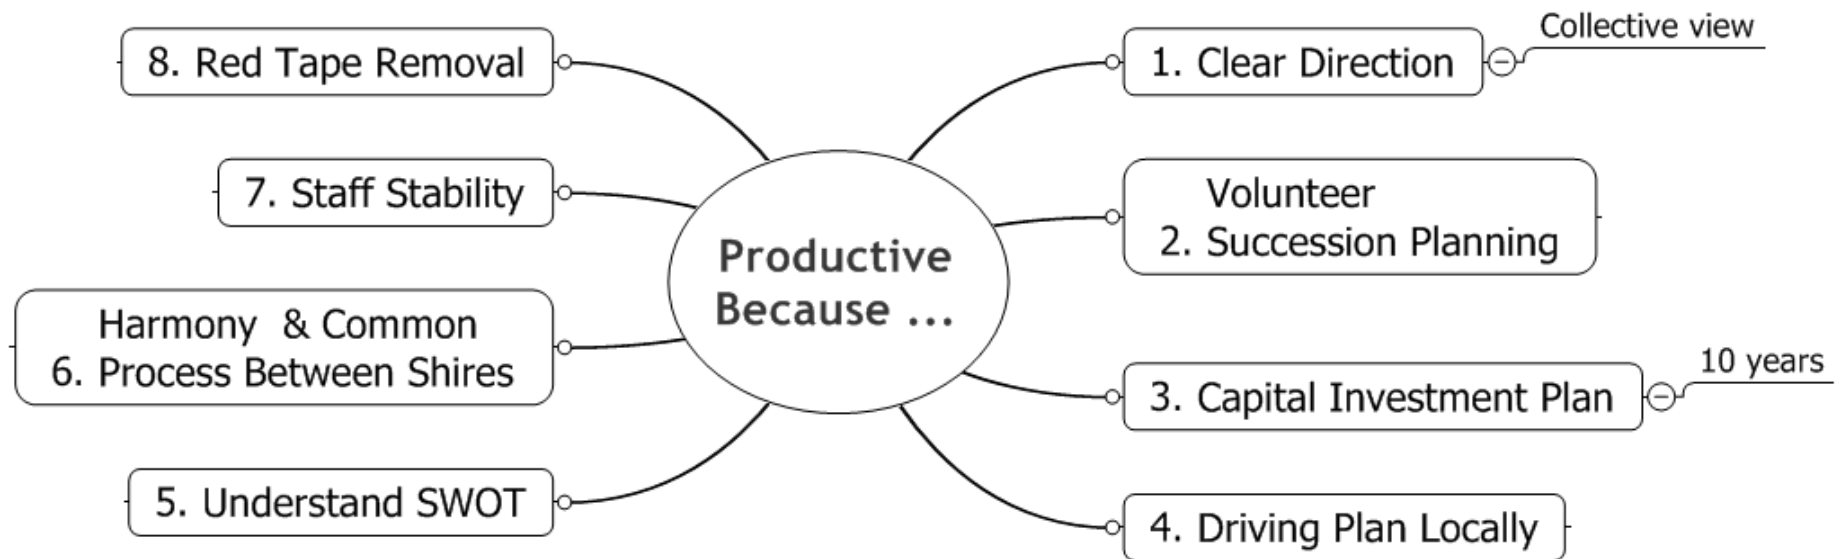 Productive
Because ...
1. Clear Direction
Collective view
Volunteer
2. Succession Planning
3. Capital Investment Plan
10 years
4. Driving Plan Locally
5. Understand SWOT
Harmony & Common
6. Process Between Shires
7. Staff Stability
8. Red Tape Removal